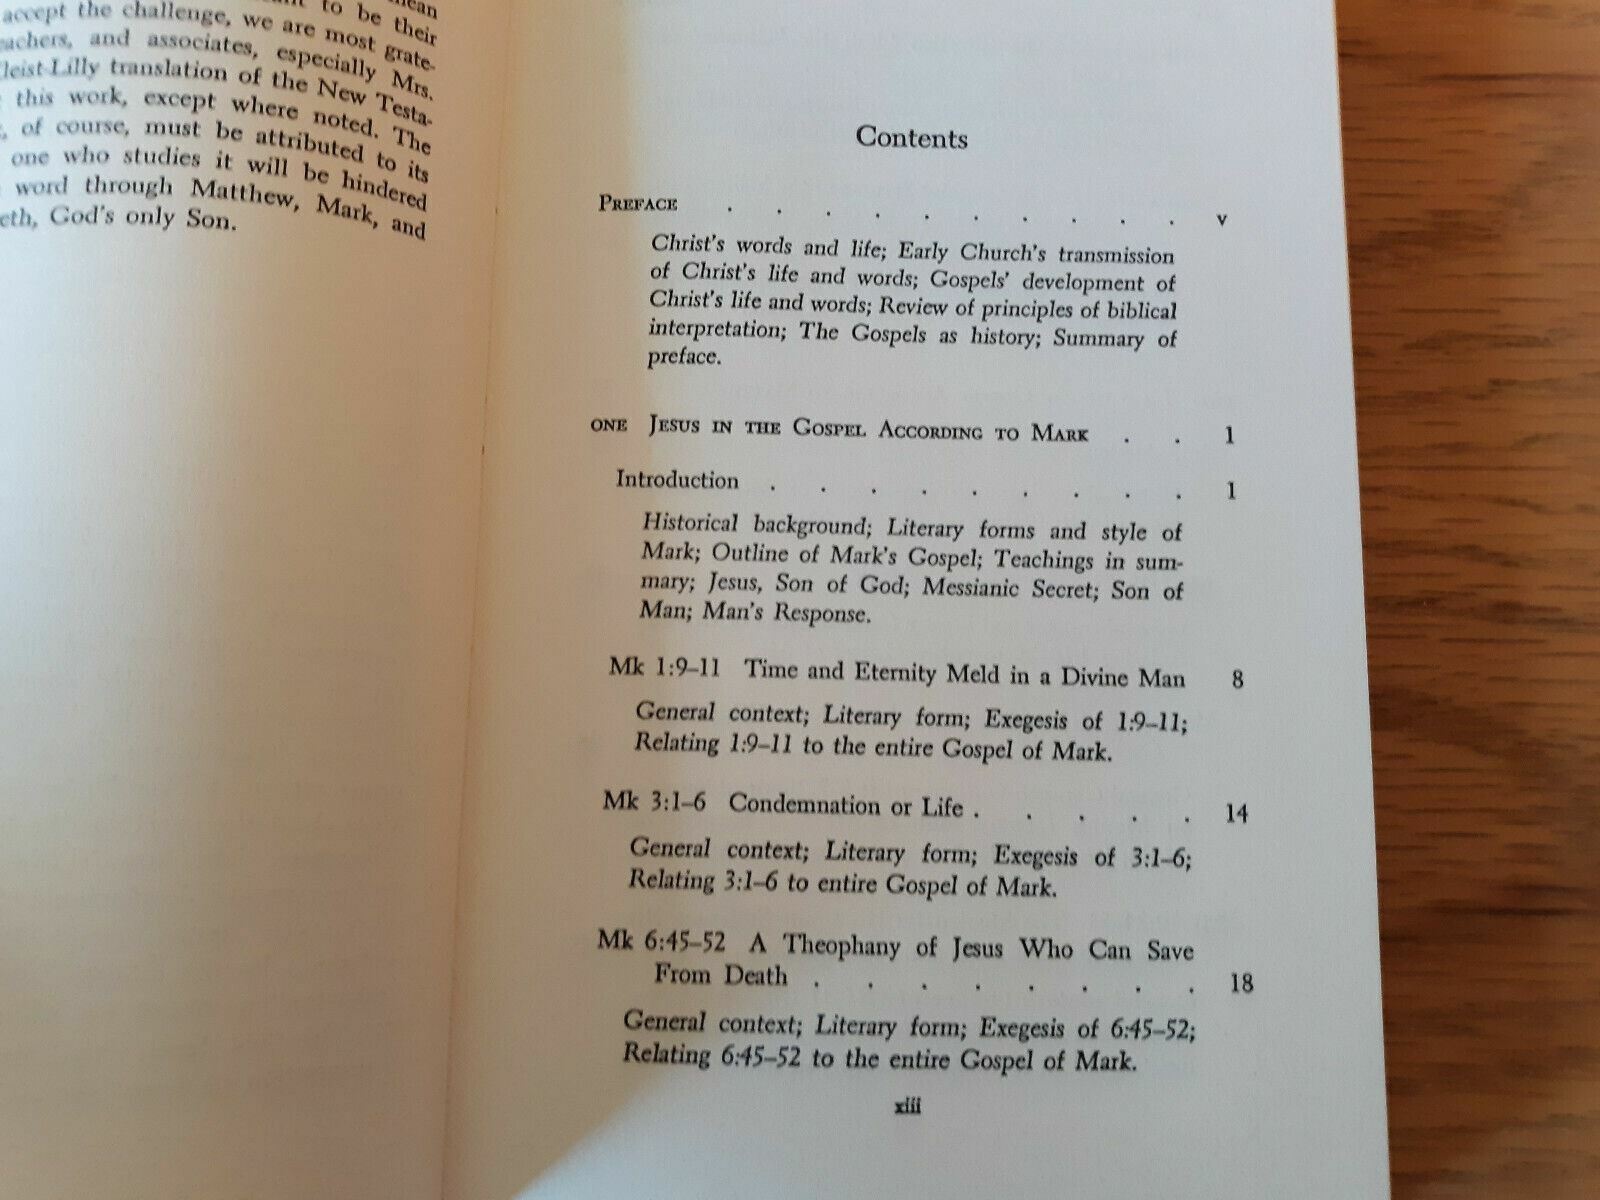 to be their
accept the challenge, we are most grate-
and associates, especially Mrs.
translation of the New Testa-
this work, except where noted. The
of course, must be attributed to its
one who studies it will be hindered
word through Matthew, Mark, and
God's only Son.
Contents
PREFACE . . . . . . . . . . v
Christ's words and life; Early Church's transmission
of Christ's life and words; Gospels' development of
Christ's life and words; Review of principles of biblical
interpretation; The Gospels as history; Summary of
preface.
ONE JESUS IN THE GOSPEL ACCORDING TO MARK . . 1
Introduction . . . . . . . . . 1
Historical background; Literary forms and style of
Mark; Outline of Mark's Gospel; Teachings in sum-
mary; Jesus, Son of God; Messianic Secret; Son of
Man; Man's Response.
Mk 1:9–11 Time and Eternity Meld in a Divine Man 8
General context; Literary form; Exegesis of 1:9–11;
Relating 1:9–11 to the entire Gospel of Mark.
Mk 3:1–6 Condemnation or Life . . . . . 14
General context; Literary form; Exegesis of 3:1–6;
Relating 3:1–6 to entire Gospel of Mark.
Mk 6:45–52 A Theophany of Jesus Who Can Save
From Death . . . . . . . . 18
General context; Literary form; Exegesis of 6:45–52;
Relating 6:45–52 to the entire Gospel of Mark.
xiii